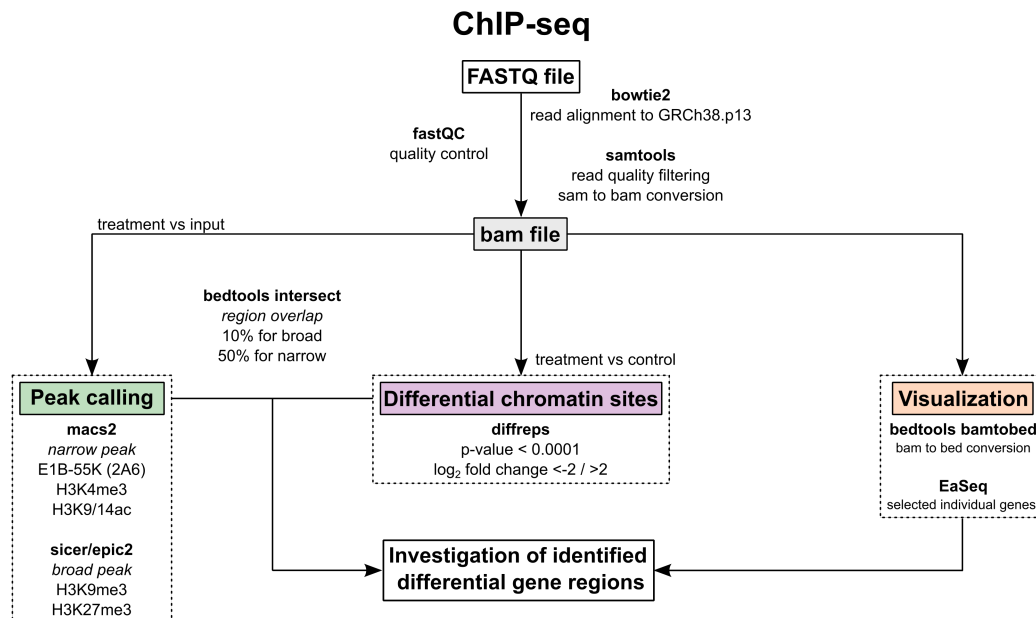 ChIP-seq
FASTQ file
bowtie2
read alignment to GRCh38.p13
fastQC
quality control
samtools
read quality filtering
sam to bam conversion
treatment vs input
bam file
bedtools intersect
region overlap
10% for broad
50% for narrow
treatment vs control
Peak calling
macs2
narrow peak
E1B-55K (2A6)
H3K4me3
H3K9/14ac
sicer/epic2
broad peak
H3K9me3
H3K27me3
Differential chromatin sites
diffreps
p-value < 0.0001
log2 fold change <-2 / >2
Visualization
bedtools bamtobed
bam to bed conversion
EaSeq
selected individual genes
Investigation of identified
differential gene regions